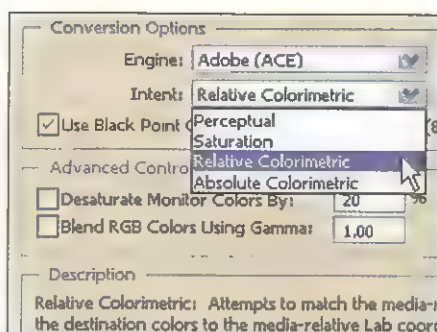 Conversion Options
Engine: Adobe (ACE)
Intent: Relative Colorimetric
Use Black Point
Perceptual
Saturation
Relative Colorimetric
Absolute Colorimetric
Advanced Contro
Desaturate Monitor Colors By: 20 %
Blend RGB Colors Using Gamma: 1,00
Description
Relative Colorimetric: Attempts to match the media-r
the destination colors to the media-relative Lab coor